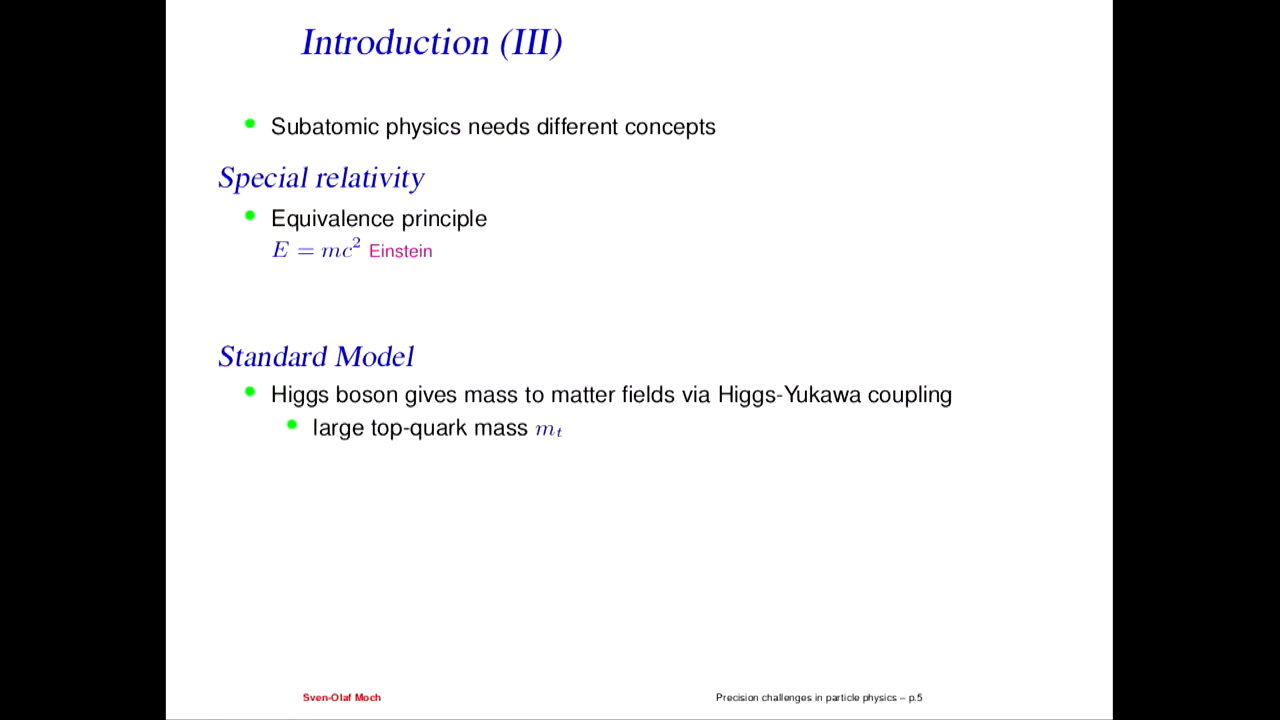 Introduction (III)
• Subatomic physics needs different concepts
Special relativity
• Equivalence principle
E = mc² Einstein
Standard Model
• Higgs boson gives mass to matter fields via Higgs-Yukawa coupling
• large top-quark mass mₜ
Sven-Olaf Moch
Precision challenges in particle physics – p.5